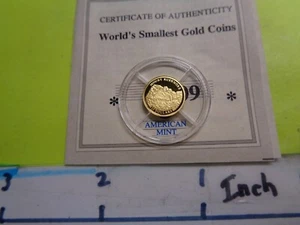 CERTIFICATE OF AUTHENTICITY
World's Smallest Gold Coins
* 9 *
AMERICAN
MINT
3 2 1 Inch